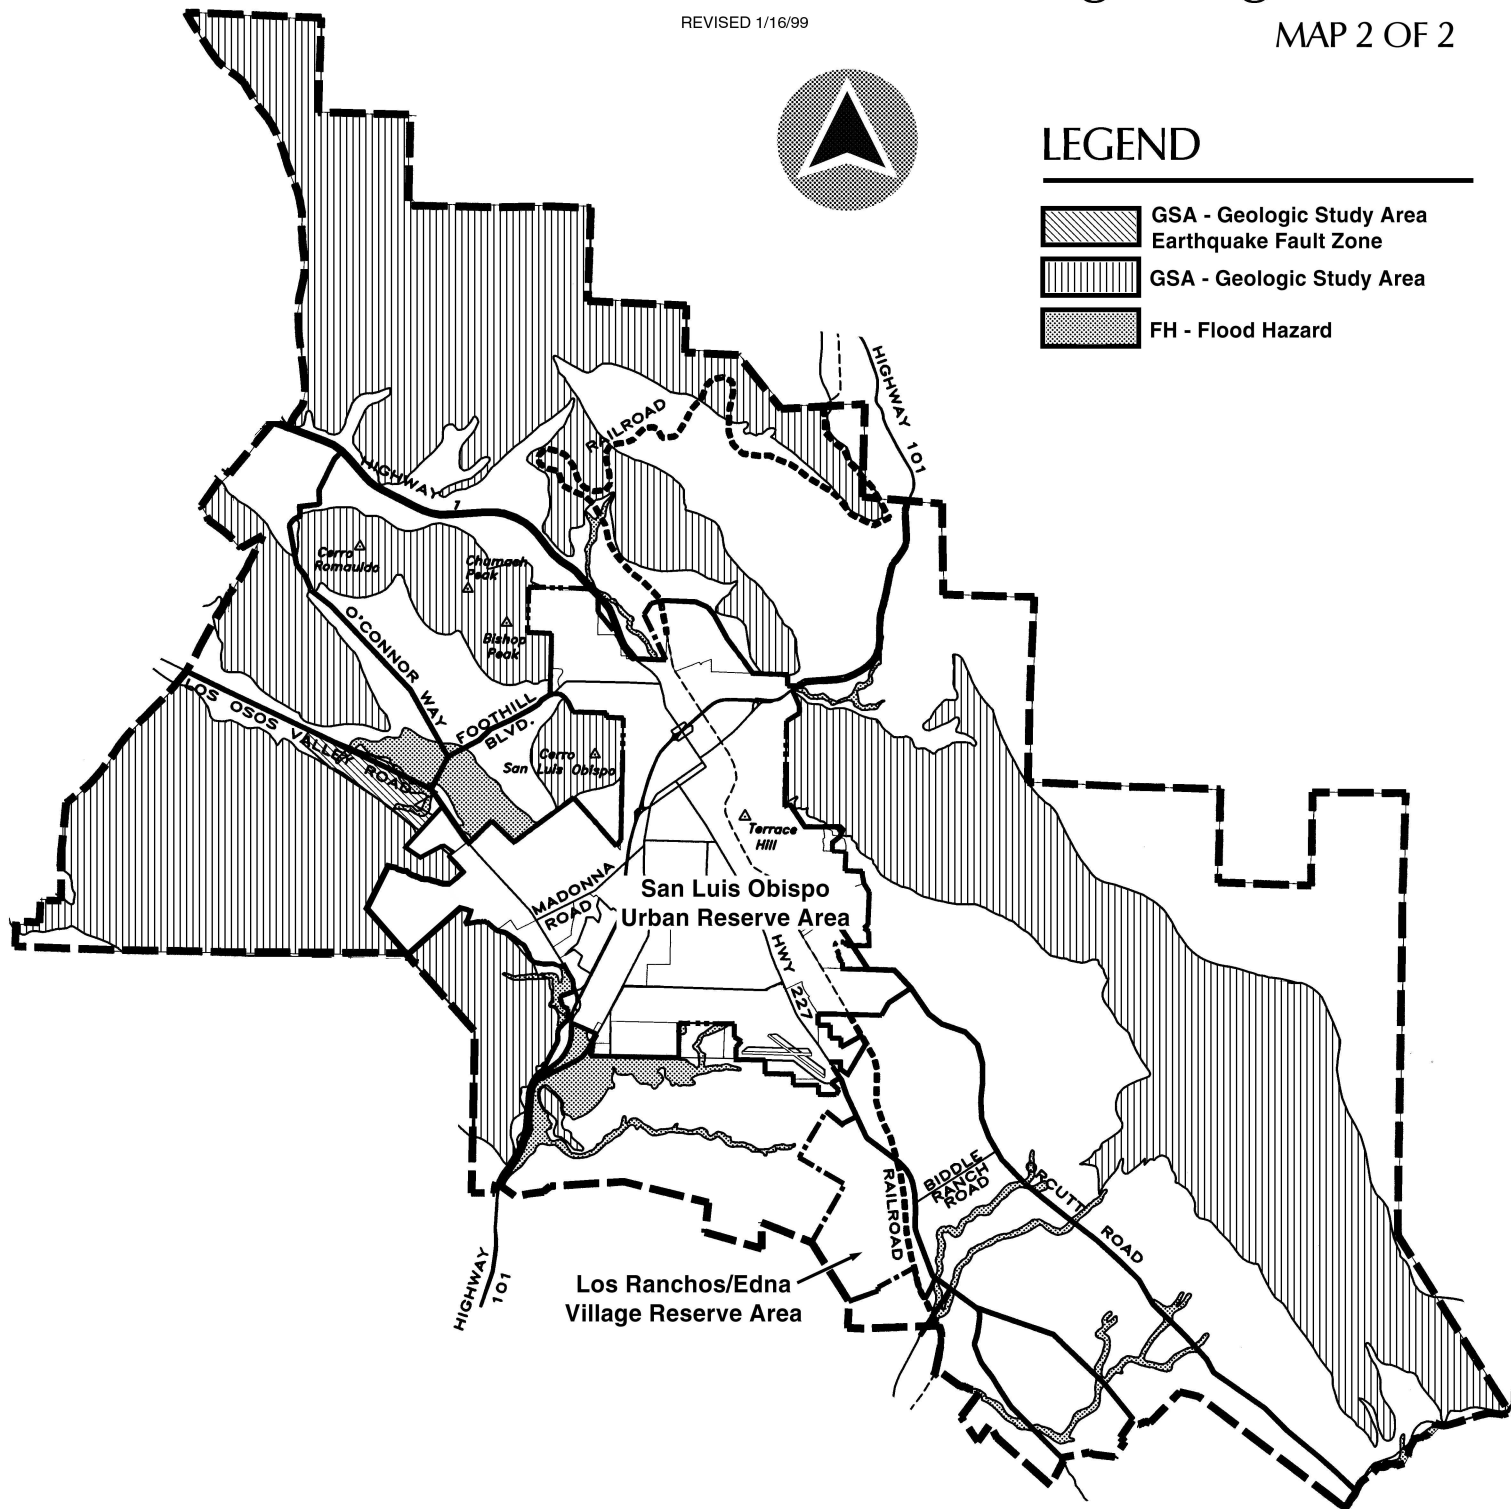 REVISED 1/16/99
MAP 2 OF 2
LEGEND
GSA - Geologic Study Area
Earthquake Fault Zone
GSA - Geologic Study Area
FH - Flood Hazard
HIGHWAY 101
RAILROAD
HIGHWAY 1
Cerro
Romauldo
Chumash
Peak
Bishop
Peak
O'CONNOR WAY
LOS OSOS VALLEY ROAD
FOOTHILL
BLVD.
Cerro
San Luis Obispo
Terrace
Hill
MADONNA
ROAD
San Luis Obispo
Urban Reserve Area
HWY 227
BIDDLE
RANCH
ROAD
ORCUTT ROAD
RAILROAD
Los Ranchos/Edna
Village Reserve Area
HIGHWAY
101